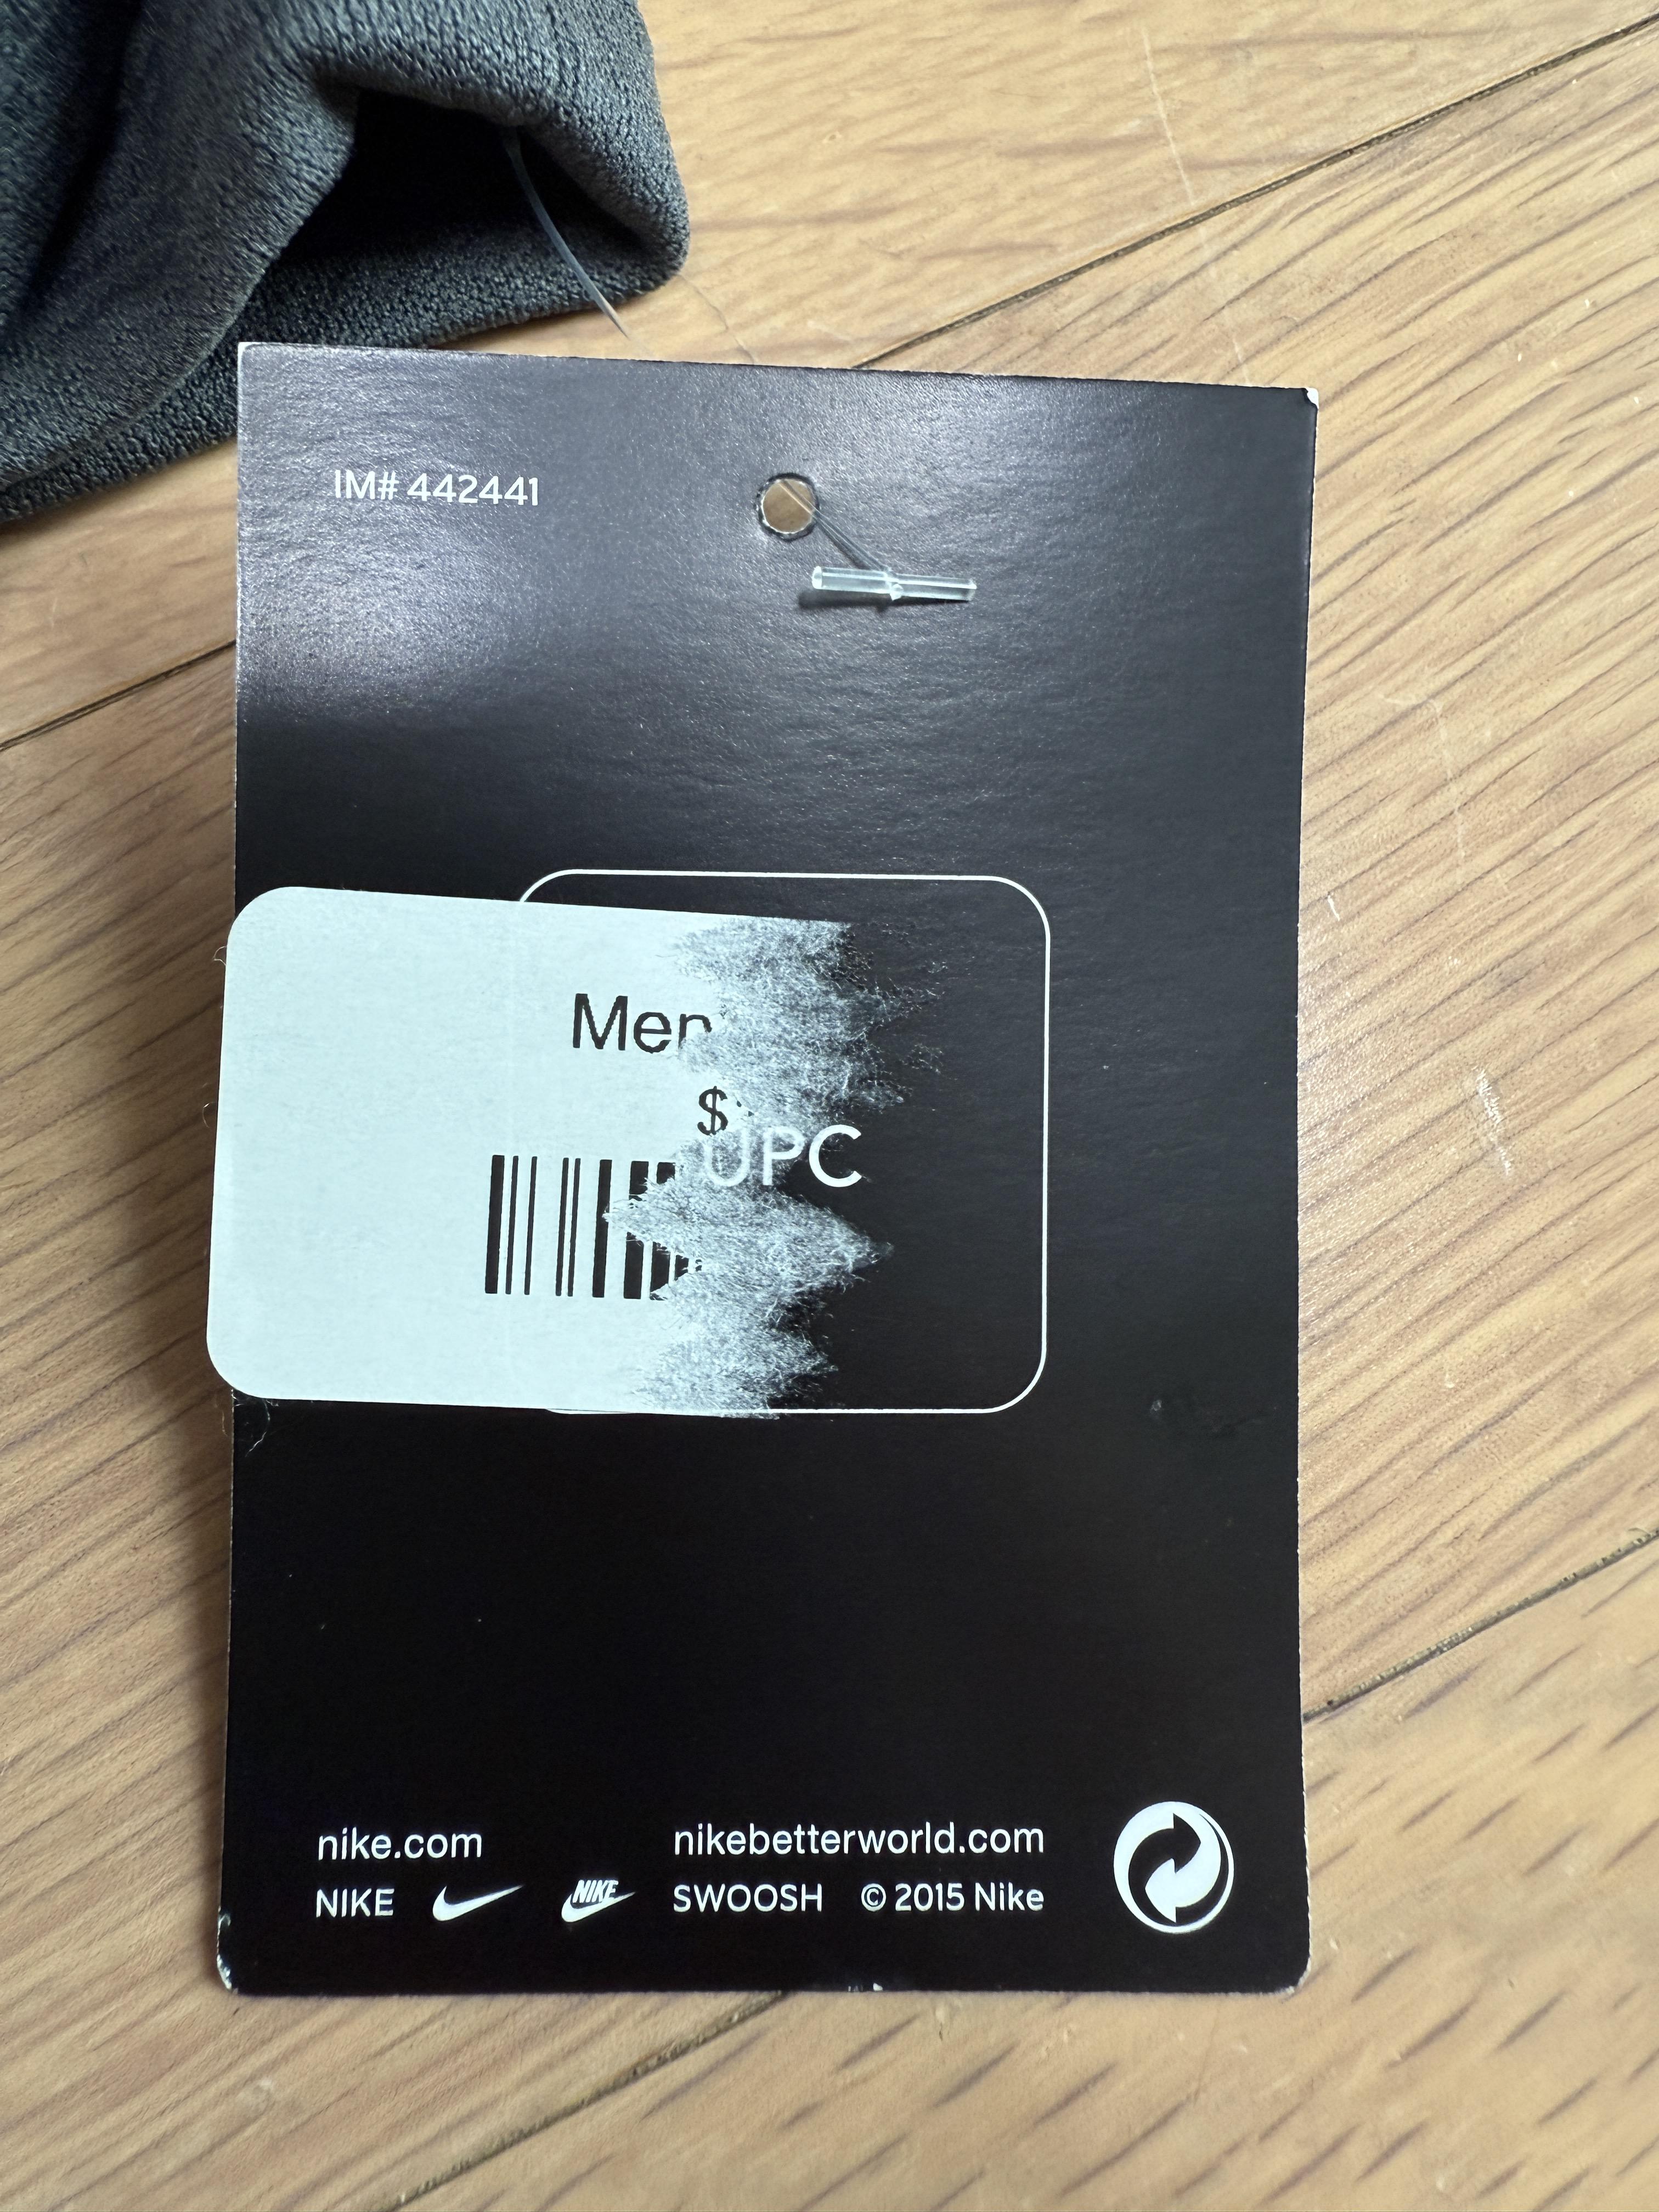 IM# 442441
Men
$
UPC
nike.com
nikebetterworld.com
NIKE
NIKE
SWOOSH
© 2015 Nike